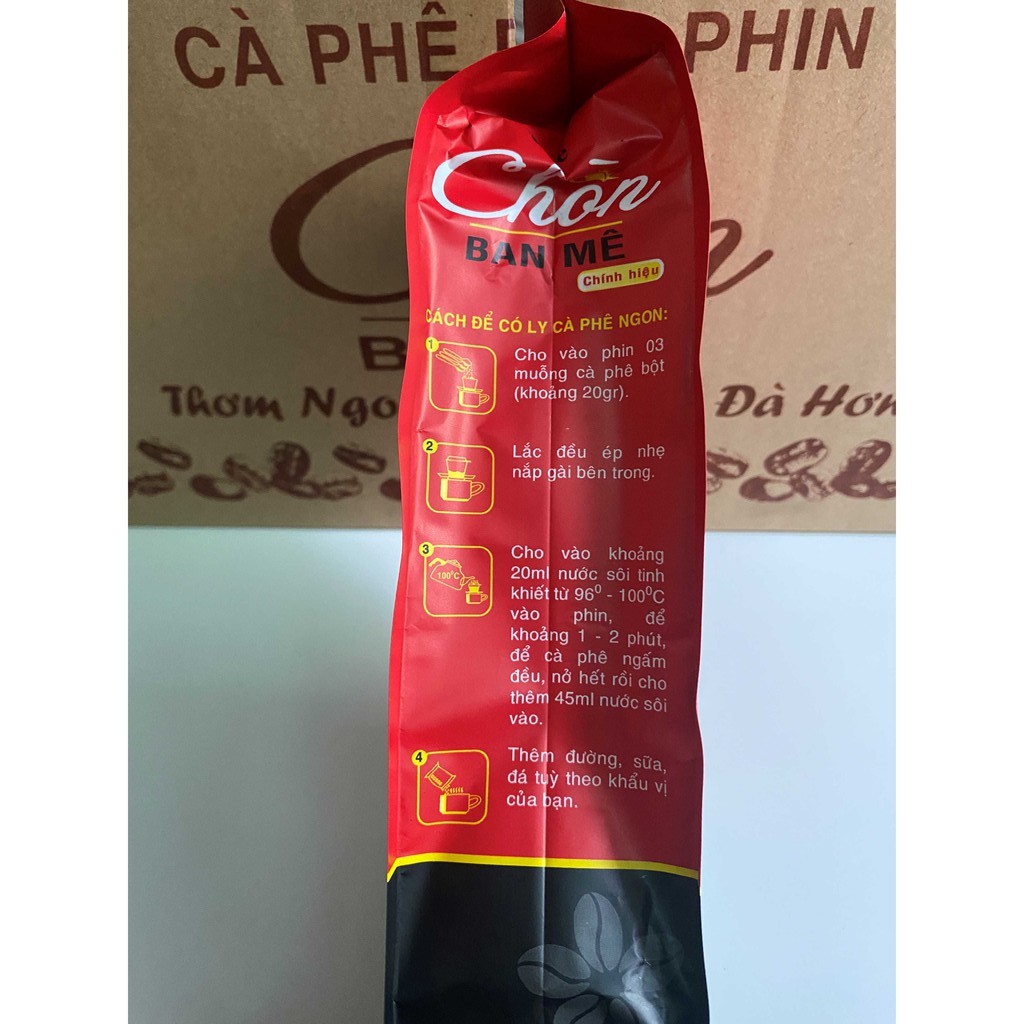 CÀ PHÊ PHIN
Chồn
BAN MÊ
Chính hiệu
CÁCH ĐỂ CÓ LY CÀ PHÊ NGON:
1
Cho vào phin 03
muỗng cà phê bột
(khoảng 20gr).
2
Lắc đều ép nhẹ
nắp gài bên trong.
3
100⁰C
Cho vào khoảng
20ml nước sôi tinh
khiết từ 96⁰ - 100⁰C
vào phin, để
khoảng 1 - 2 phút,
để cà phê ngấm
đều, nở hết rồi cho
thêm 45ml nước sôi
vào.
4
Thêm đường, sữa,
đá tuỳ theo khẩu vị
của bạn.
Thơm Ngo Đà Hơn